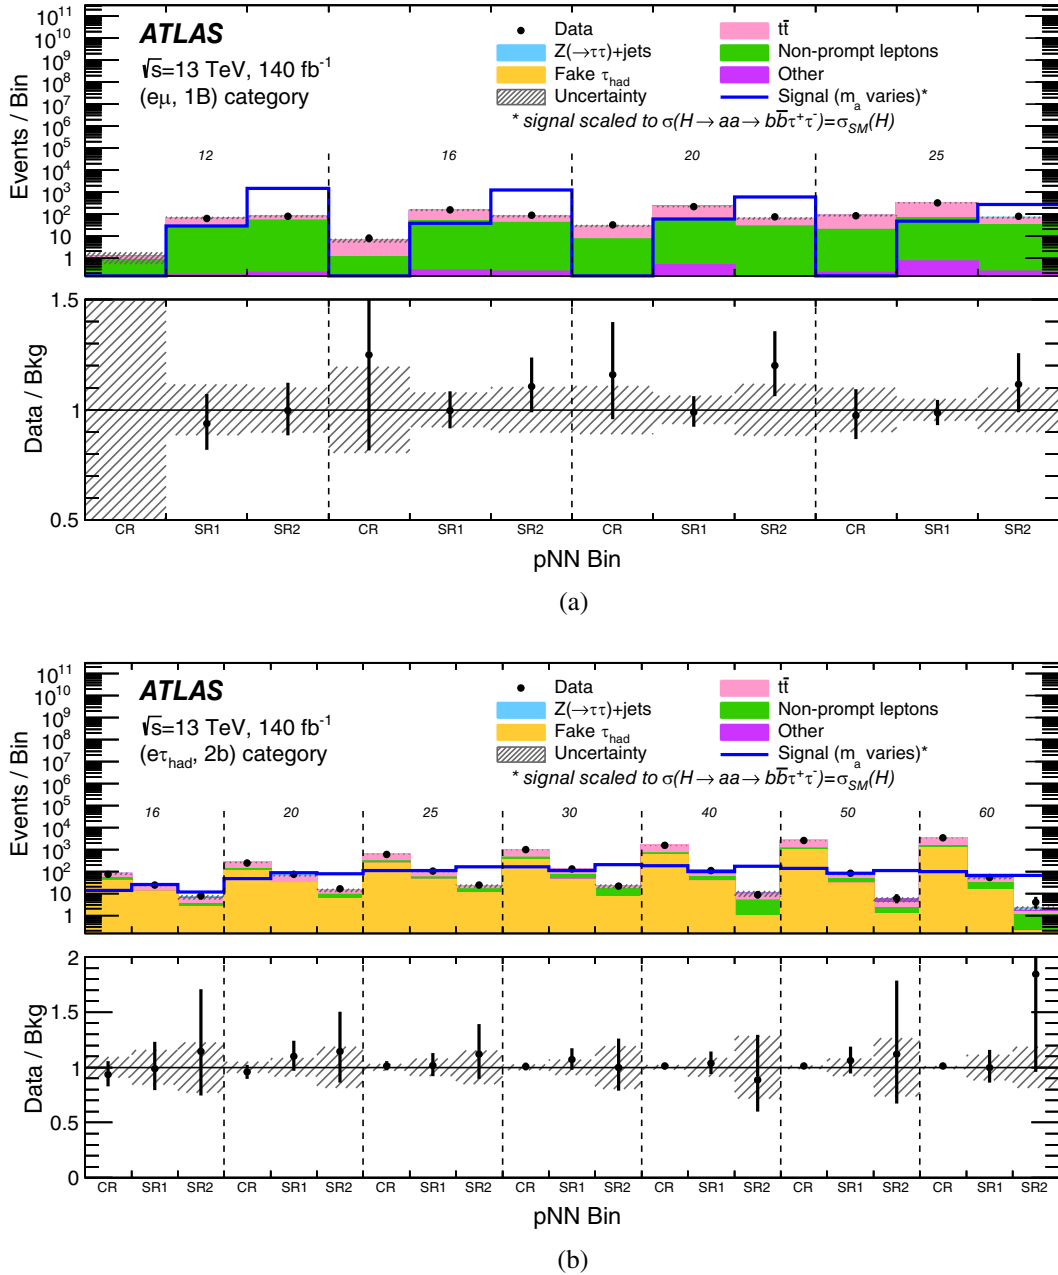 10¹¹
10¹⁰
10⁹
10⁸
10⁷
10⁶
10⁵
10⁴
10³
10²
10
1
Events / Bin
ATLAS
√s=13 TeV, 140 fb⁻¹
(eμ, 1B) category
Data
Z(→ττ)+jets
Fake τ_had
Uncertainty
tt̄
Non-prompt leptons
Other
Signal (m_a varies)*
* signal scaled to σ(H→aa→bb̄τ⁺τ⁻)=σ_SM(H)
12 16 20 25
1.5
1
0.5
Data / Bkg
CR SR1 SR2 CR SR1 SR2 CR SR1 SR2 CR SR1 SR2
pNN Bin
(a)
10¹¹
10¹⁰
10⁹
10⁸
10⁷
10⁶
10⁵
10⁴
10³
10²
10
1
Events / Bin
ATLAS
√s=13 TeV, 140 fb⁻¹
(eτ_had, 2b) category
Data
Z(→ττ)+jets
Fake τ_had
Uncertainty
tt̄
Non-prompt leptons
Other
Signal (m_a varies)*
* signal scaled to σ(H→aa→bb̄τ⁺τ⁻)=σ_SM(H)
16 20 25 30 40 50 60
2
1.5
1
0.5
0
Data / Bkg
CR SR1 SR2 CR SR1 SR2 CR SR1 SR2 CR SR1 SR2 CR SR1 SR2 CR SR1 SR2 CR SR1 SR2
pNN Bin
(b)